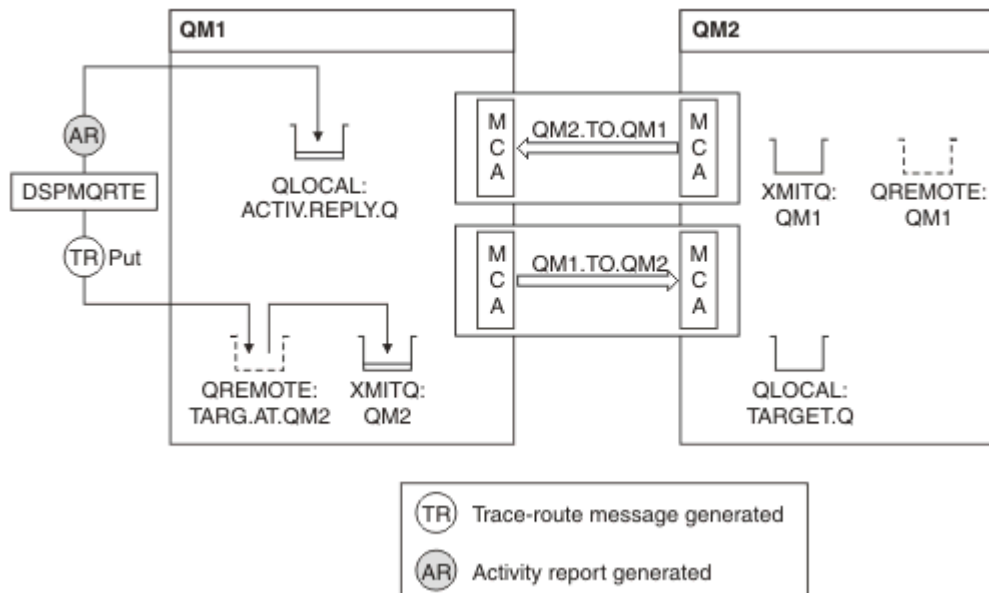 QM1
QM2
AR
DSPMQRTE
TR Put
QLOCAL:
ACTIV.REPLY.Q
M
C
A
QM2.TO.QM1
M
C
A
XMITQ:
QM1
QREMOTE:
QM1
M
C
A
QM1.TO.QM2
M
C
A
QREMOTE:
TARG.AT.QM2
XMITQ:
QM2
QLOCAL:
TARGET.Q
TR Trace-route message generated
AR Activity report generated